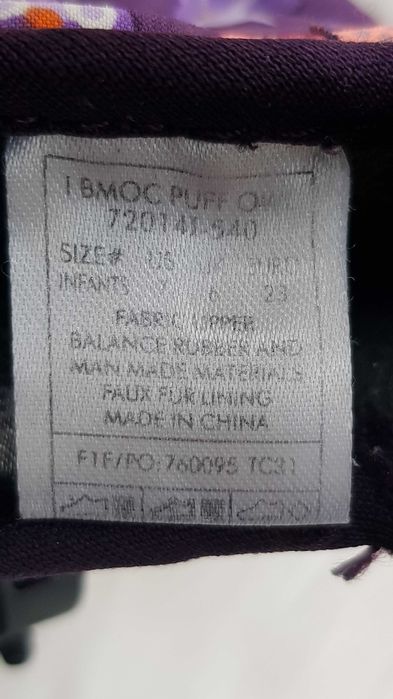 I BMOC PUFF
720141-540
SIZE# US UK EURO
INFANTS 7 6 23
FABRIC UPPER
BALANCE RUBBER AND
MAN MADE MATERIALS
FAUX FUR LINING
MADE IN CHINA
F1F/PO: 760095 TC31